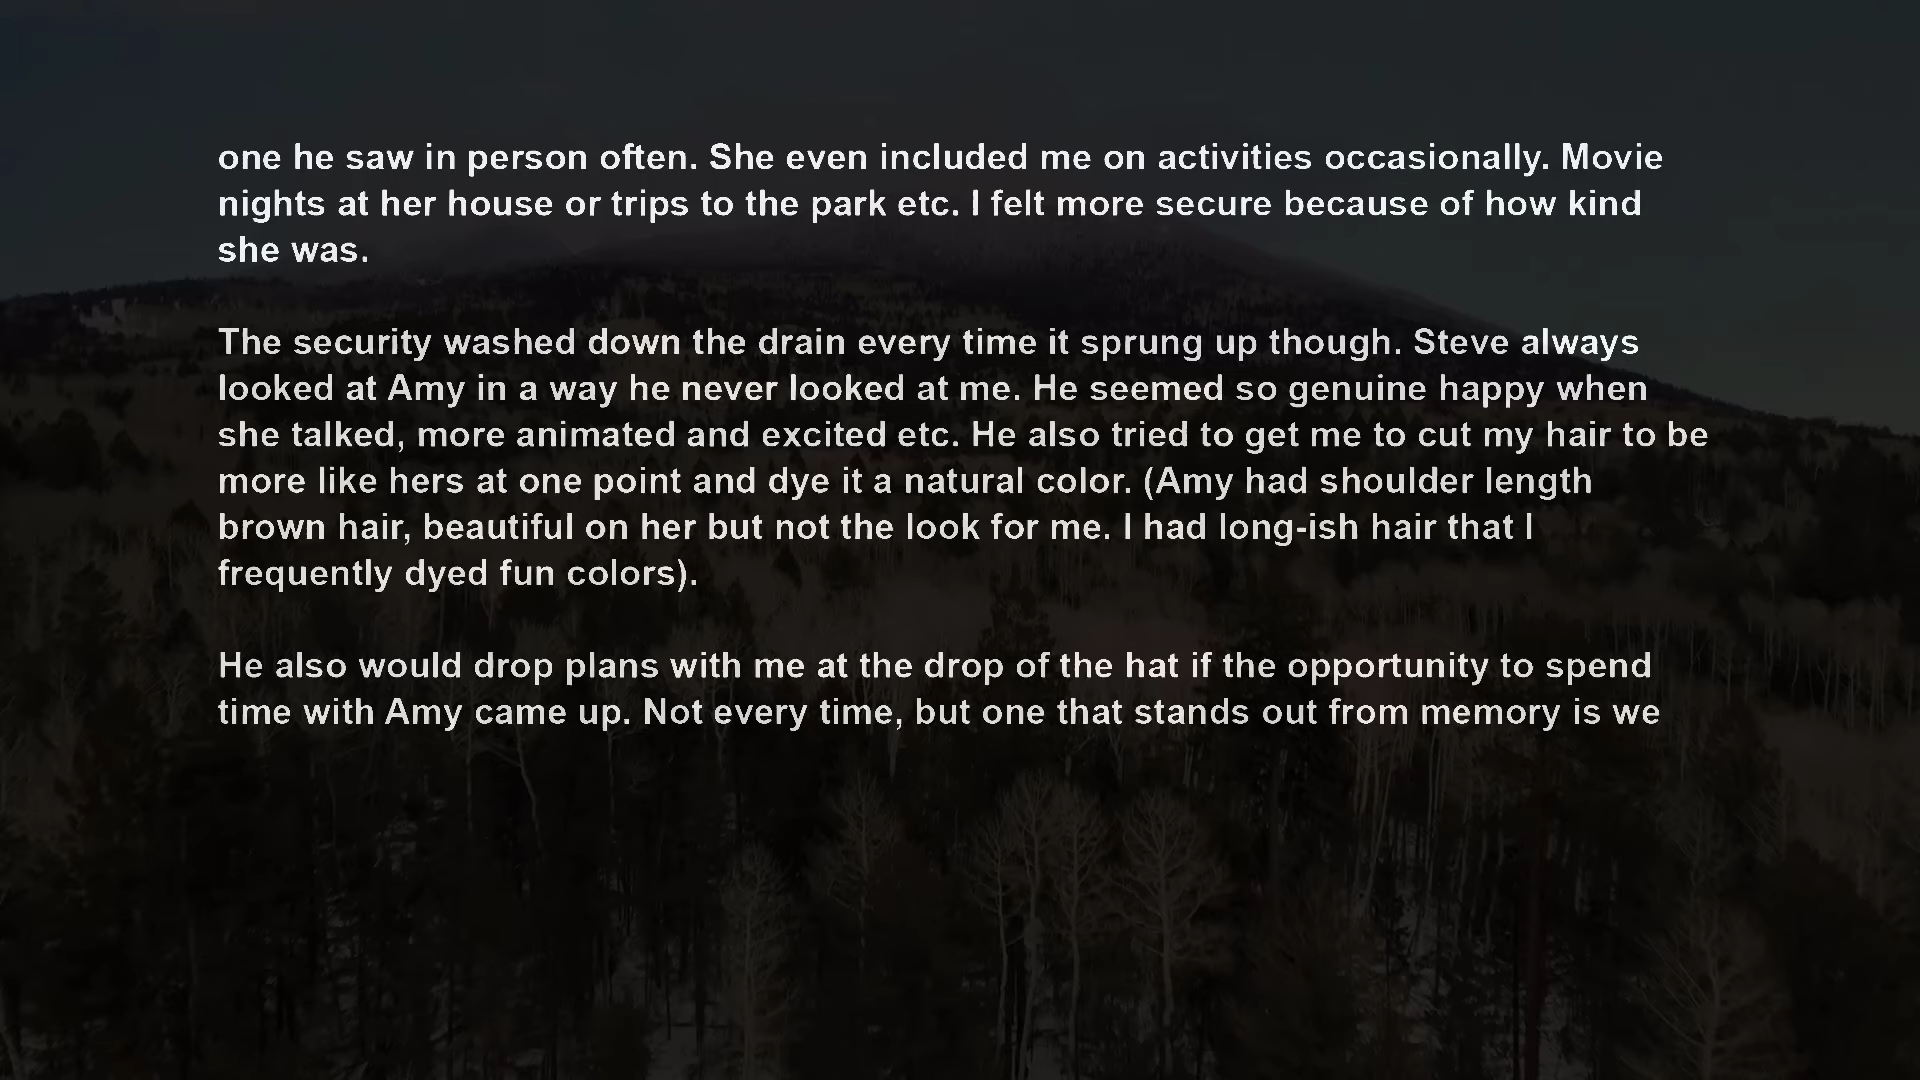 one he saw in person often. She even included me on activities occasionally. Movie
nights at her house or trips to the park etc. I felt more secure because of how kind
she was.
The security washed down the drain every time it sprung up though. Steve always
looked at Amy in a way he never looked at me. He seemed so genuine happy when
she talked, more animated and excited etc. He also tried to get me to cut my hair to be
more like hers at one point and dye it a natural color. (Amy had shoulder length
brown hair, beautiful on her but not the look for me. I had long-ish hair that I
frequently dyed fun colors).
He also would drop plans with me at the drop of the hat if the opportunity to spend
time with Amy came up. Not every time, but one that stands out from memory is we